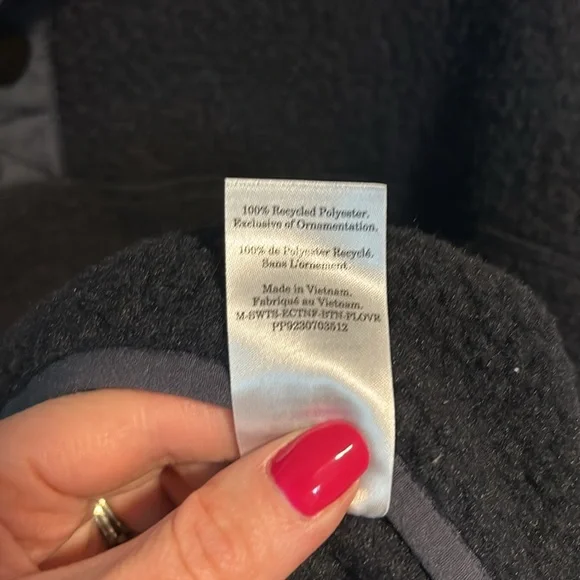 100% Recycled Polyester.
Exclusive of Ornamentation.
100% de Polyester Recyclé.
Sans L'ornement.
Made in Vietnam.
Fabriqué au Vietnam.
M-SWTS-ECTNF-BTN-PLOVR
PP9230703512